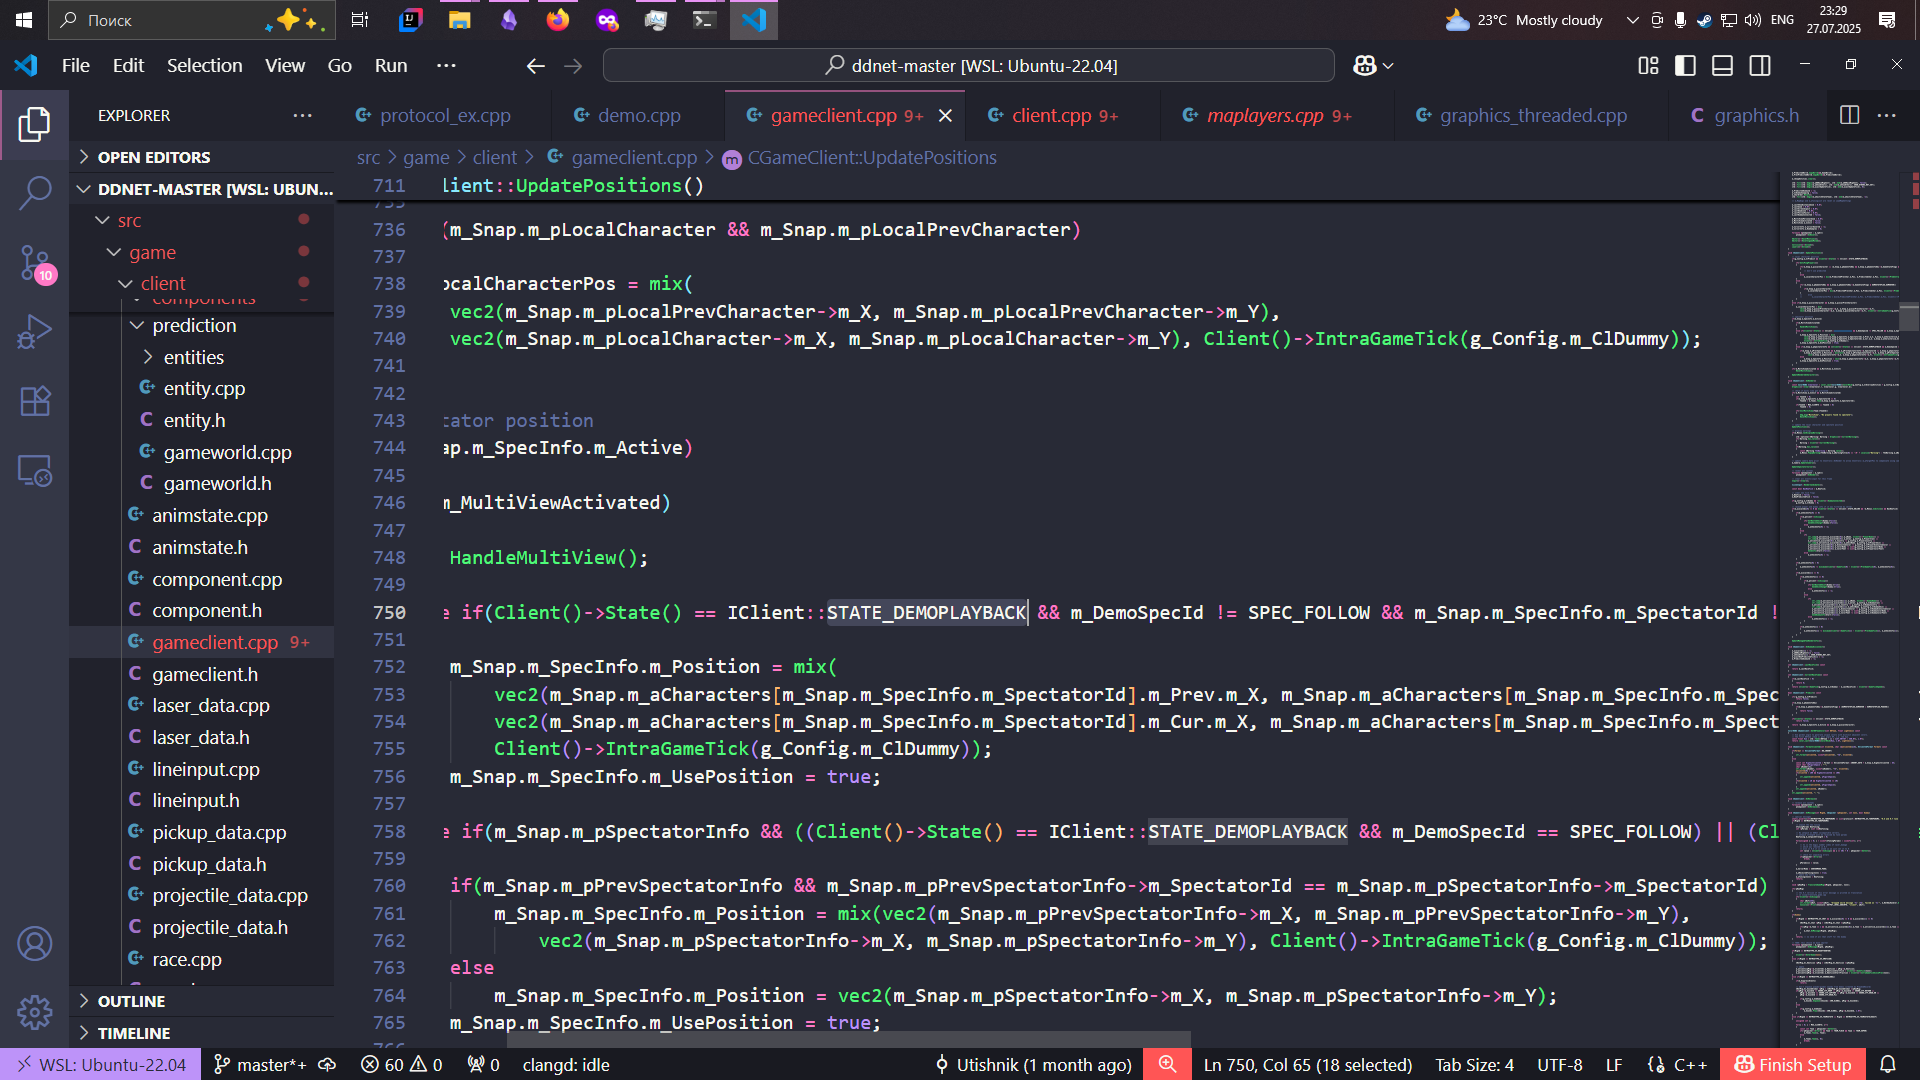 Поиск
23°C Mostly cloudy
ENG
23:29
27.07.2025
File Edit Selection View Go Run ···
ddnet-master [WSL: Ubuntu-22.04]
EXPLORER
protocol_ex.cpp
demo.cpp
gameclient.cpp 9+
client.cpp 9+
maplayers.cpp 9+
graphics_threaded.cpp
graphics.h
src > game > client > gameclient.cpp > CGameClient::UpdatePositions
OPEN EDITORS
DDNET-MASTER [WSL: UBUN...
src
game
client
components
prediction
entities
entity.cpp
entity.h
gameworld.cpp
gameworld.h
animstate.cpp
animstate.h
component.cpp
component.h
gameclient.cpp 9+
gameclient.h
laser_data.cpp
laser_data.h
lineinput.cpp
lineinput.h
pickup_data.cpp
pickup_data.h
projectile_data.cpp
projectile_data.h
race.cpp
OUTLINE
TIMELINE
10
711 lient::UpdatePositions()
735
736 (m_Snap.m_pLocalCharacter && m_Snap.m_pLocalPrevCharacter)
737
738 ocalCharacterPos = mix(
739 vec2(m_Snap.m_pLocalPrevCharacter->m_X, m_Snap.m_pLocalPrevCharacter->m_Y),
740 vec2(m_Snap.m_pLocalCharacter->m_X, m_Snap.m_pLocalCharacter->m_Y), Client()->IntraGameTick(g_Config.m_ClDummy));
741
742
743 cator position
744 ap.m_SpecInfo.m_Active)
745
746 m_MultiViewActivated)
747
748 HandleMultiView();
749
750 e if(Client()->State() == IClient::STATE_DEMOPLAYBACK && m_DemoSpecId != SPEC_FOLLOW && m_Snap.m_SpecInfo.m_SpectatorId !
751
752 m_Snap.m_SpecInfo.m_Position = mix(
753 vec2(m_Snap.m_aCharacters[m_Snap.m_SpecInfo.m_SpectatorId].m_Prev.m_X, m_Snap.m_aCharacters[m_Snap.m_SpecInfo.m_Spec
754 vec2(m_Snap.m_aCharacters[m_Snap.m_SpecInfo.m_SpectatorId].m_Cur.m_X, m_Snap.m_aCharacters[m_Snap.m_SpecInfo.m_Spect
755 Client()->IntraGameTick(g_Config.m_ClDummy));
756 m_Snap.m_SpecInfo.m_UsePosition = true;
757
758 e if(m_Snap.m_pSpectatorInfo && ((Client()->State() == IClient::STATE_DEMOPLAYBACK && m_DemoSpecId == SPEC_FOLLOW) || (Cl
759
760 if(m_Snap.m_pPrevSpectatorInfo && m_Snap.m_pPrevSpectatorInfo->m_SpectatorId == m_Snap.m_pSpectatorInfo->m_SpectatorId)
761 m_Snap.m_SpecInfo.m_Position = mix(vec2(m_Snap.m_pPrevSpectatorInfo->m_X, m_Snap.m_pPrevSpectatorInfo->m_Y),
762 vec2(m_Snap.m_pSpectatorInfo->m_X, m_Snap.m_pSpectatorInfo->m_Y), Client()->IntraGameTick(g_Config.m_ClDummy));
763 else
764 m_Snap.m_SpecInfo.m_Position = vec2(m_Snap.m_pSpectatorInfo->m_X, m_Snap.m_pSpectatorInfo->m_Y);
765 m_Snap.m_SpecInfo.m_UsePosition = true;
WSL: Ubuntu-22.04 master*+ 60 0 0 clangd: idle Utishnik (1 month ago) Ln 750, Col 65 (18 selected) Tab Size: 4 UTF-8 LF C++ Finish Setup